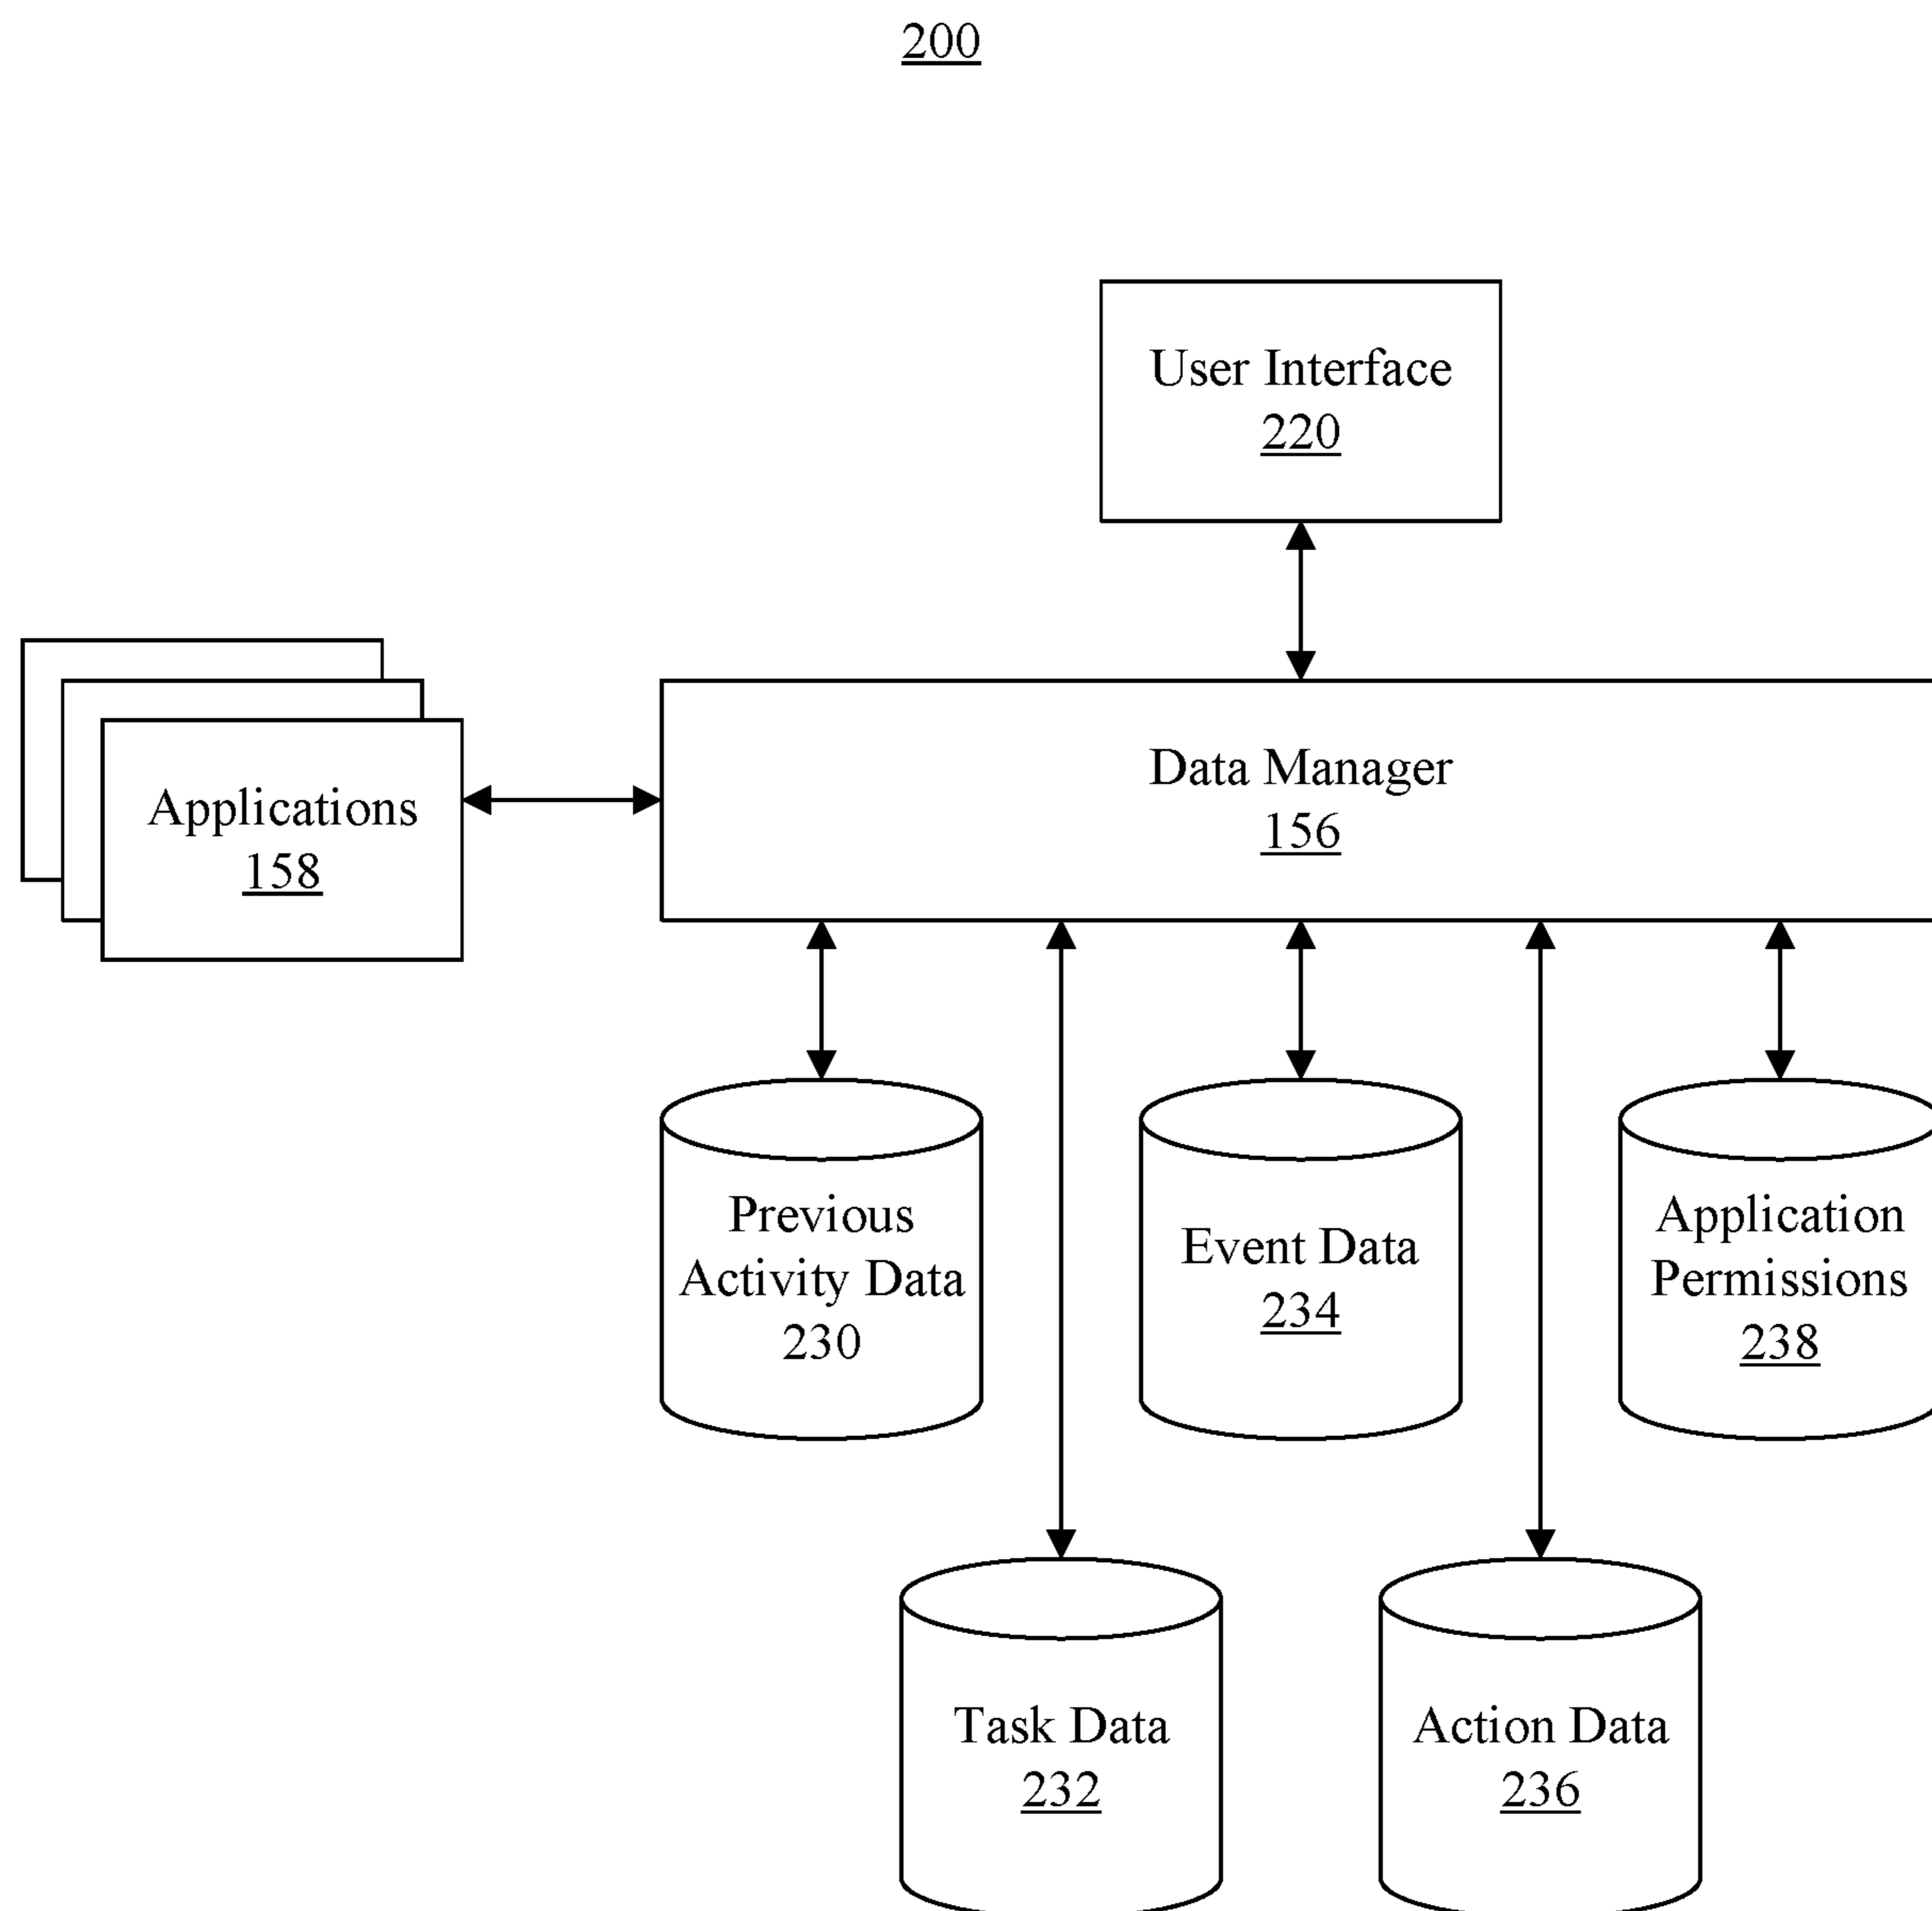 200
User Interface
220
Data Manager
156
Applications
158
Previous
Activity Data
230
Event Data
234
Application
Permissions
238
Task Data
232
Action Data
236